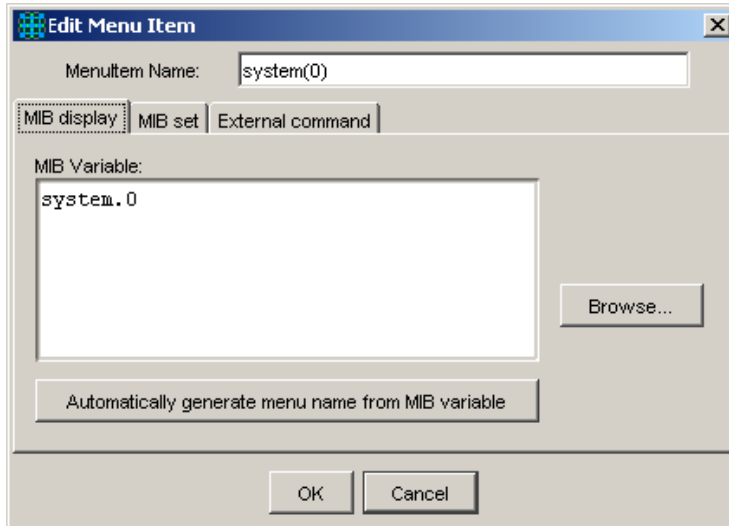 Edit Menu Item
MenuItem Name: system(0)
MIB display MIB set External command
MIB Variable:
system.0
Browse...
Automatically generate menu name from MIB variable
OK Cancel